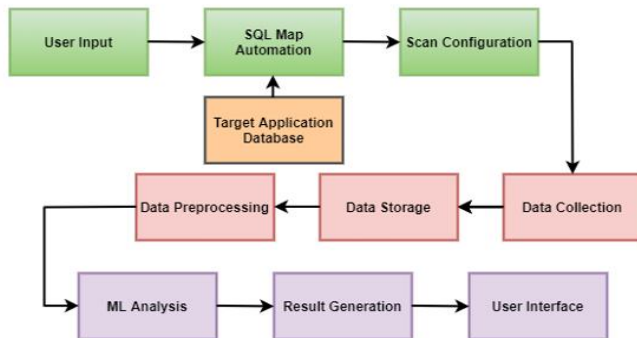 User Input
SQL Map
Automation
Scan Configuration
Target Application
Database
Data Preprocessing
Data Storage
Data Collection
ML Analysis
Result Generation
User Interface